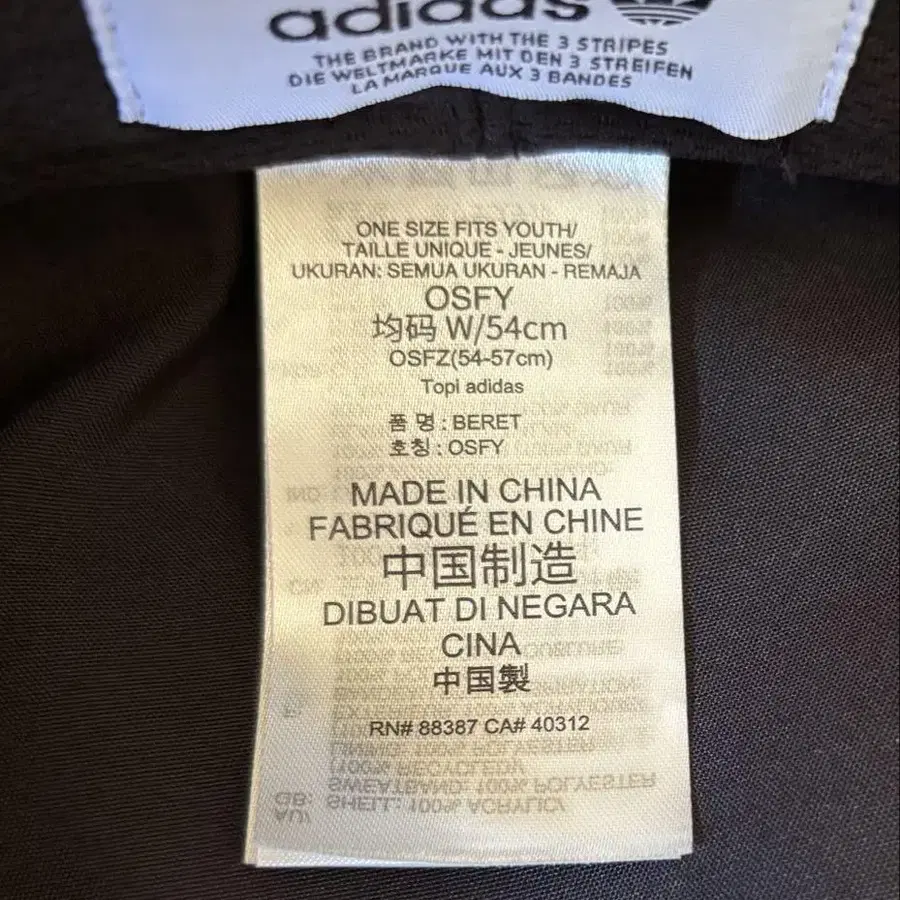 adidas
THE BRAND WITH THE 3 STRIPES
DIE WELTMARKE MIT DEN 3 STREIFEN
LA MARQUE AUX 3 BANDES
ONE SIZE FITS YOUTH/
TAILLE UNIQUE - JEUNES/
UKURAN: SEMUA UKURAN - REMAJA
OSFY
均码 W/54cm
OSFZ(54-57cm)
Topi adidas
품 명 : BERET
호칭 : OSFY
MADE IN CHINA
FABRIQUÉ EN CHINE
中国制造
DIBUAT DI NEGARA
CINA
中国製
RN# 88387 CA# 40312